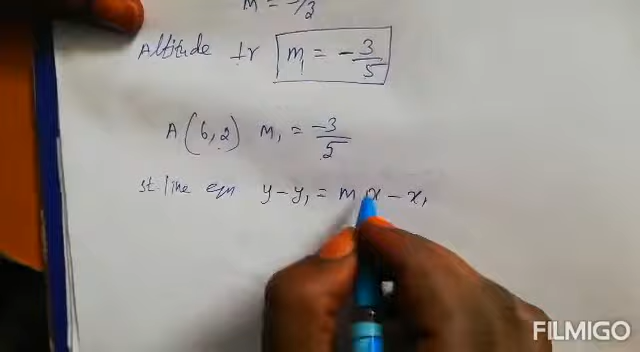 Altitude ⊥r m₁ = -3/5
A(6,2) m₁ = -3/5
st. line eqn y - y₁ = m x - x₁
FILMIGO